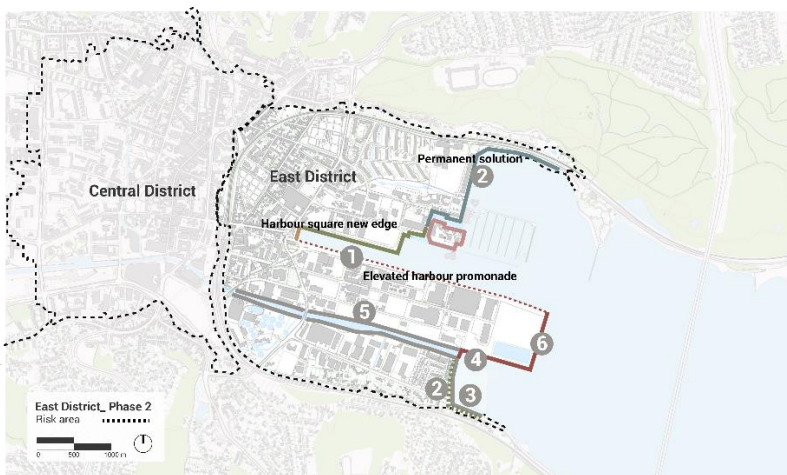 Permanent solution
2
East District
Central District
Harbour square new edge
1
Elevated harbour promonade
5
6
4
2
3
East District_ Phase 2
Risk area
0 500 1000 m